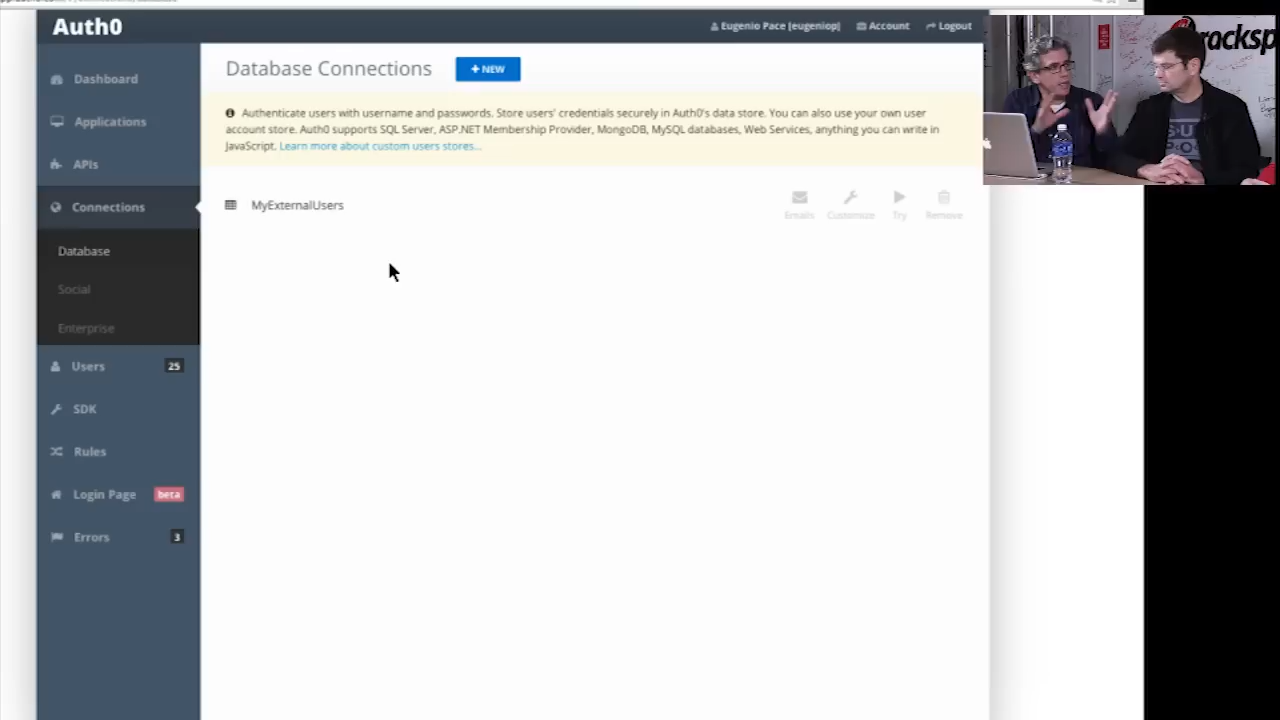 Auth0
Eugenio Pace [eugeniop]
Account
Logout
Dashboard
Applications
APIs
Connections
Database
Social
Enterprise
Users 25
SDK
Rules
Login Page beta
Errors 3
Database Connections
+ NEW
Authenticate users with username and passwords. Store users' credentials securely in Auth0's data store. You can also use your own user
account store. Auth0 supports SQL Server, ASP.NET Membership Provider, MongoDB, MySQL databases, Web Services, anything you can write in
JavaScript. Learn more about custom users stores...
MyExternalUsers
Emails
Customize
Try
Remove
racksp